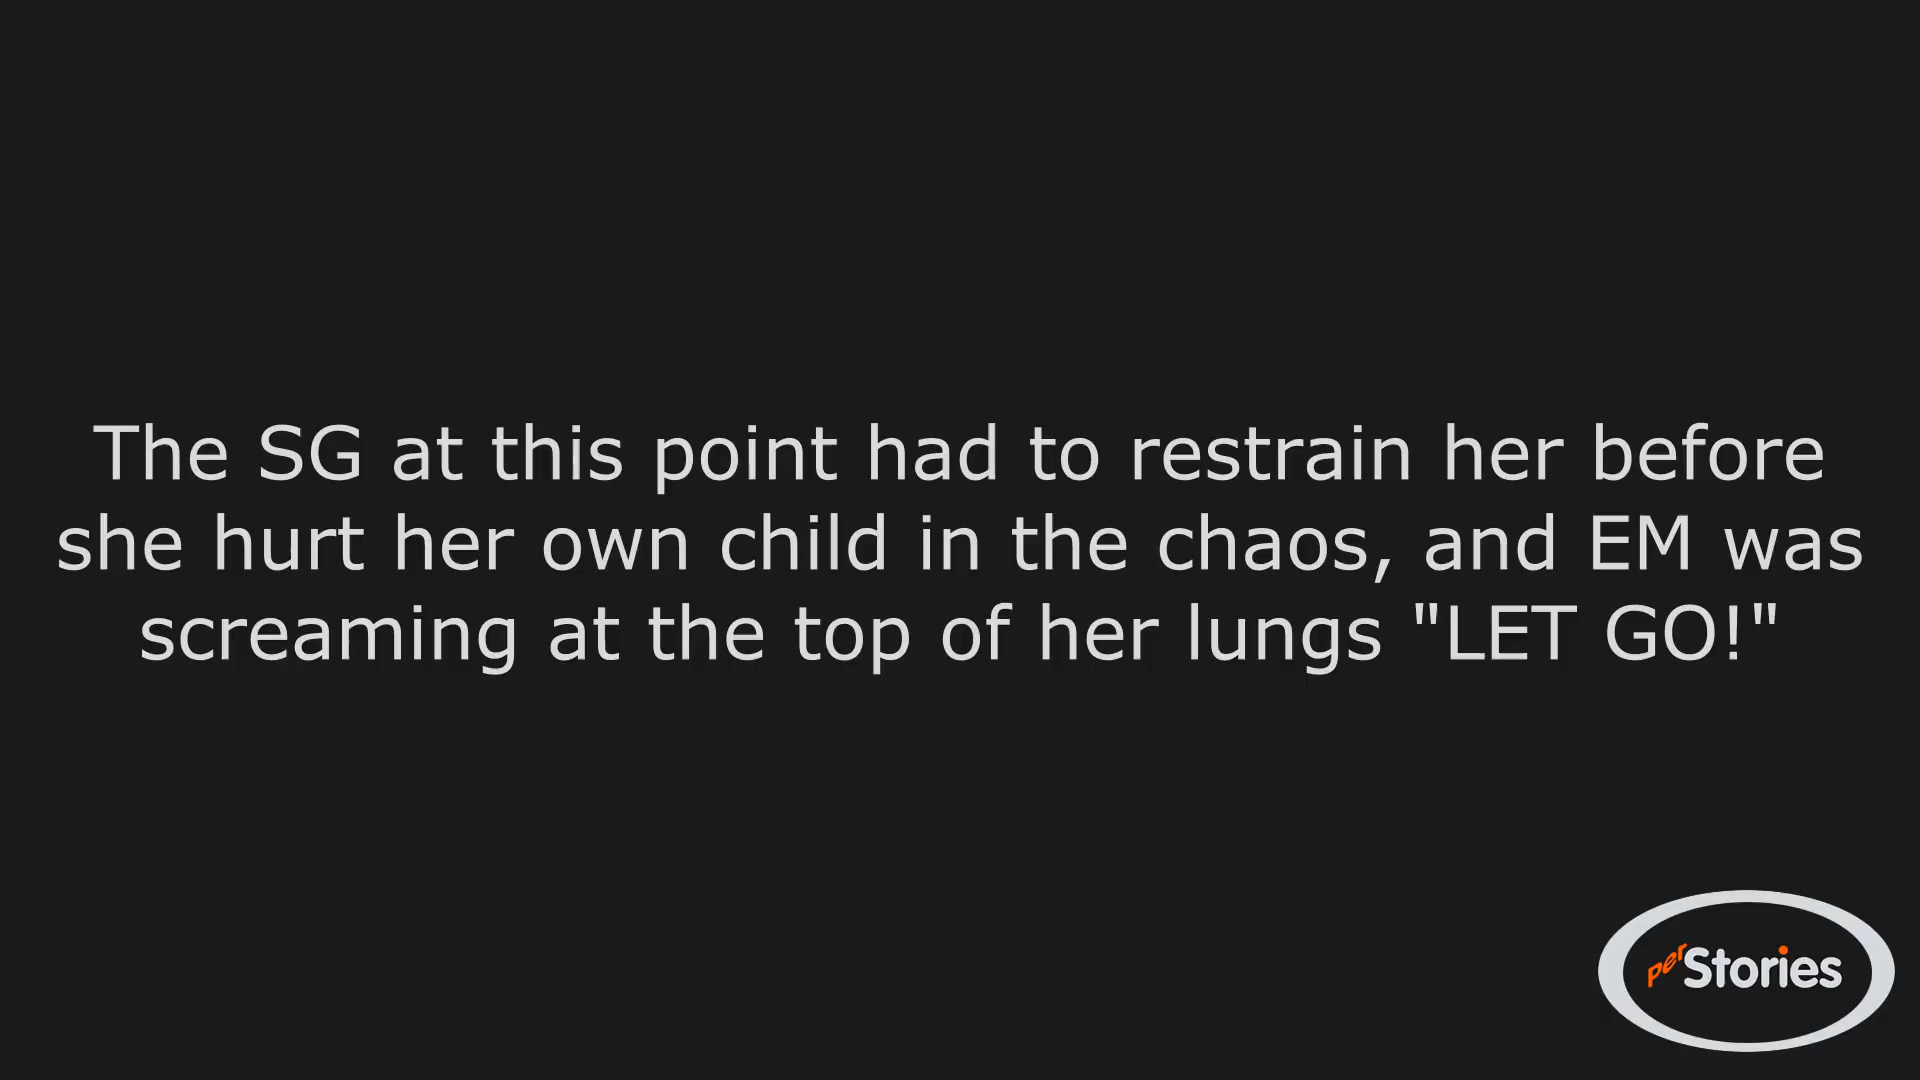 The SG at this point had to restrain her before
she hurt her own child in the chaos, and EM was
screaming at the top of her lungs "LET GO!"
perStories